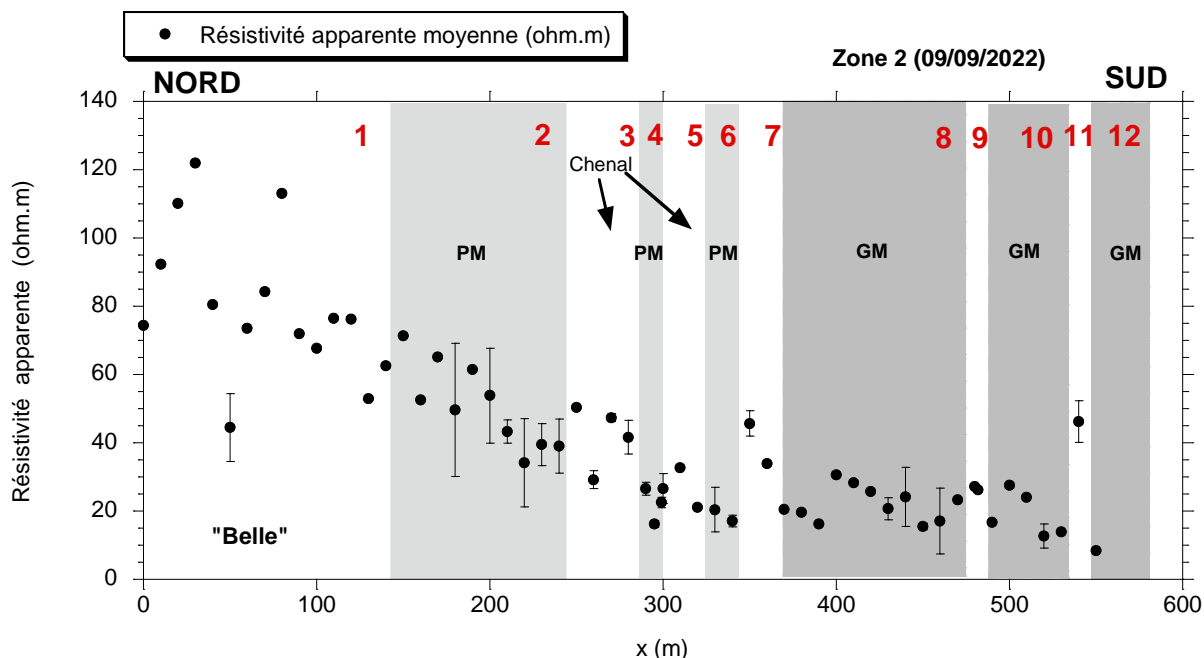 Résistivité apparente moyenne (ohm.m)
Zone 2 (09/09/2022)
NORD
SUD
Résistivité apparente (ohm.m)
140
120
100
80
60
40
20
0
1 2 3 4 5 6 7 8 9 10 11 12
Chenal
PM PM PM GM GM GM
"Belle"
0 100 200 300 400 500 600
x (m)